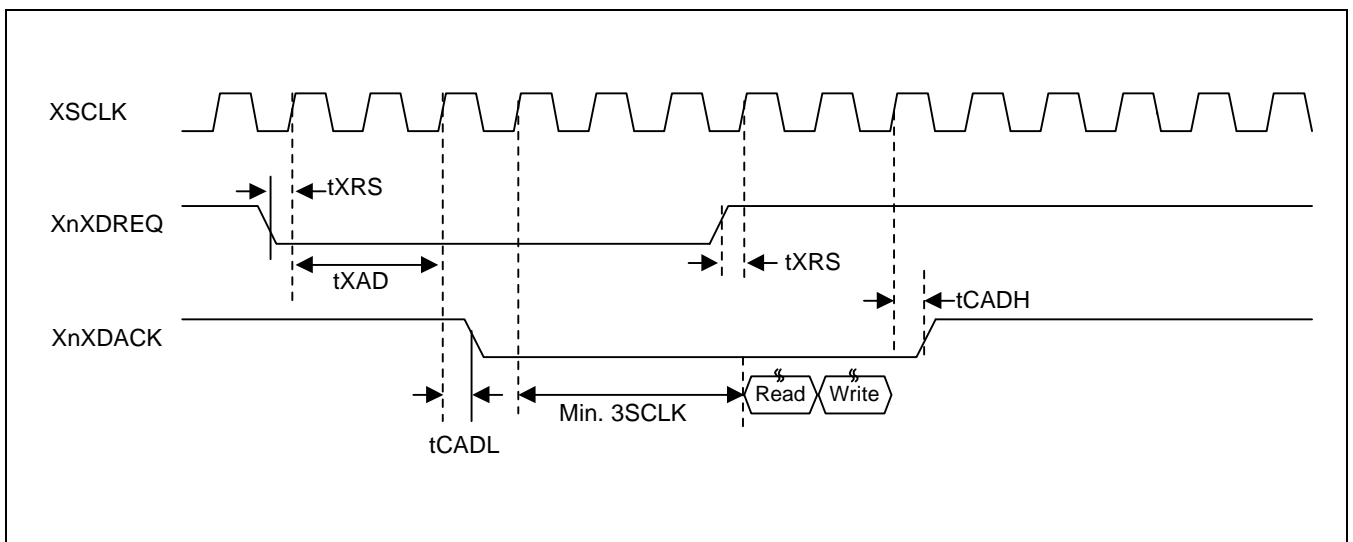 XSCLK
tXRS
XnXDREQ
tXRS
tXAD
tCADH
XnXDACK
Read
Write
Min. 3SCLK
tCADL